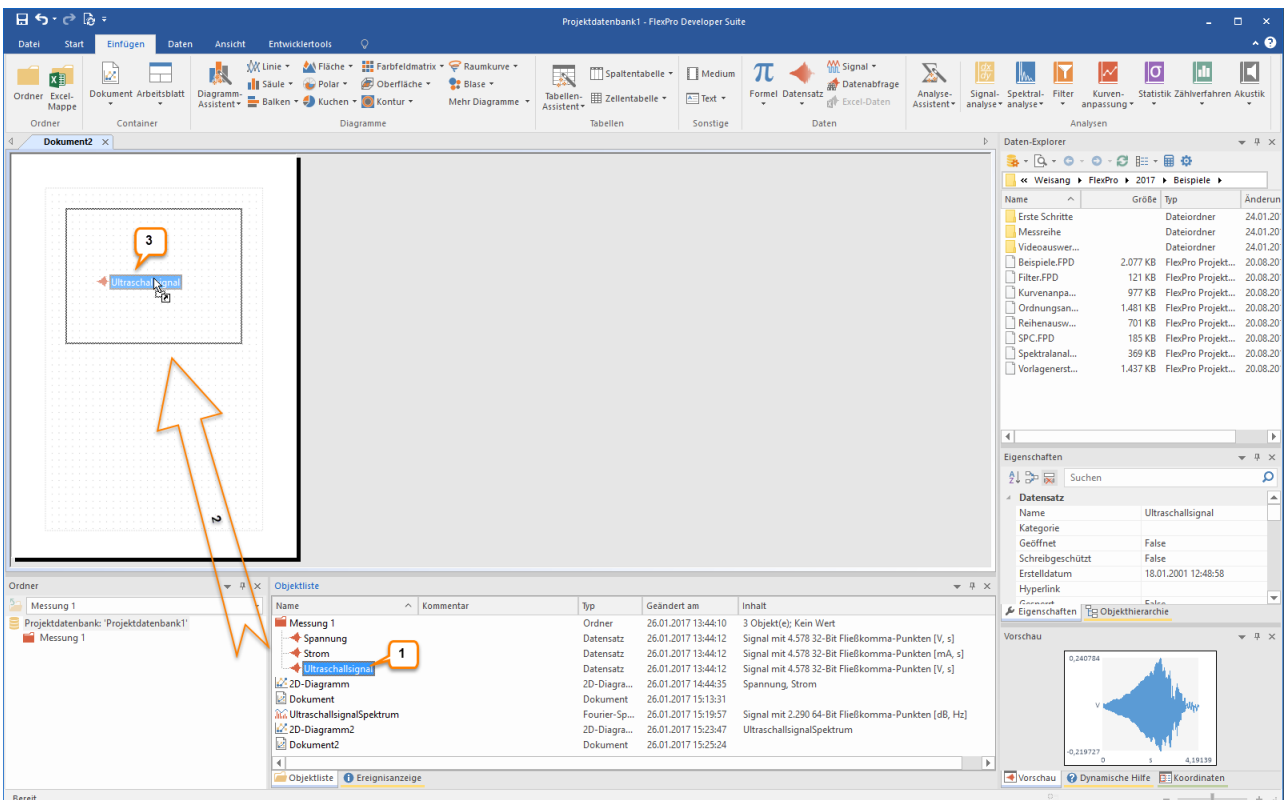 Projektdatenbank1 - FlexPro Developer Suite
Datei Start Einfügen Daten Ansicht Entwicklertools
Linie Fläche Farbfeldmatrix Raumkurve
Säule Polar Oberfläche Blase
Balken Kuchen Kontur Mehr Diagramme
Ordner Excel-Mappe
Dokument Arbeitsblatt
Diagramm-Assistent
Tabellen-Assistent
Spaltentabelle
Zellentabelle
Medium
Text
Formel Datensatz
Signal
Datenabfrage
Excel-Daten
Analyse-Assistent
Signal-analyse
Spektral-analyse
Filter
Kurven-anpassung
Statistik Zählverfahren Akustik
Ordner Container Diagramme Tabellen Sonstige Daten Analysen
Dokument2
3
Ultraschallsignal
2
Daten-Explorer
« Weisang FlexPro 2017 Beispiele
Name Größe Typ Änderun
Erste Schritte Dateiordner 24.01.20
Messreihe Dateiordner 24.01.20
Videoauswer... Dateiordner 24.01.20
Beispiele.FPD 2.077 KB FlexPro Projekt... 20.08.20
Filter.FPD 121 KB FlexPro Projekt... 20.08.20
Kurvenanpa... 977 KB FlexPro Projekt... 20.08.20
Ordnungsan... 1.481 KB FlexPro Projekt... 20.08.20
Reihenausw... 701 KB FlexPro Projekt... 20.08.20
SPC.FPD 185 KB FlexPro Projekt... 20.08.20
Spektralanal... 369 KB FlexPro Projekt... 20.08.20
Vorlagenerst... 1.437 KB FlexPro Projekt... 20.08.20
Eigenschaften
Suchen
Datensatz
Name Ultraschallsignal
Kategorie
Geöffnet False
Schreibgeschützt False
Erstelldatum 18.01.2001 12:48:58
Hyperlink
Gesperrt False
Eigenschaften Objekthierarchie
Ordner
Messung 1
Projektdatenbank: 'Projektdatenbank1'
Messung 1
Objektliste
Name Kommentar Typ Geändert am Inhalt
Messung 1 Ordner 26.01.2017 13:44:10 3 Objekt(e); Kein Wert
Spannung Datensatz 26.01.2017 13:44:12 Signal mit 4.578 32-Bit Fließkomma-Punkten [V, s]
Strom Datensatz 26.01.2017 13:44:12 Signal mit 4.578 32-Bit Fließkomma-Punkten [mA, s]
Ultraschallsignal Datensatz 26.01.2017 13:44:12 Signal mit 4.578 32-Bit Fließkomma-Punkten [V, s]
1
2D-Diagramm 2D-Diagra... 26.01.2017 14:44:35 Spannung, Strom
Dokument Dokument 26.01.2017 15:13:31
UltraschallsignalSpektrum Fourier-Sp... 26.01.2017 15:19:57 Signal mit 2.290 64-Bit Fließkomma-Punkten [dB, Hz]
2D-Diagramm2 2D-Diagra... 26.01.2017 15:23:47 UltraschallsignalSpektrum
Dokument2 Dokument 26.01.2017 15:25:24
Objektliste Ereignisanzeige
Vorschau
0,240784
V
-0,219727
0 s 4,19139
Vorschau Dynamische Hilfe Koordinaten
Bereit